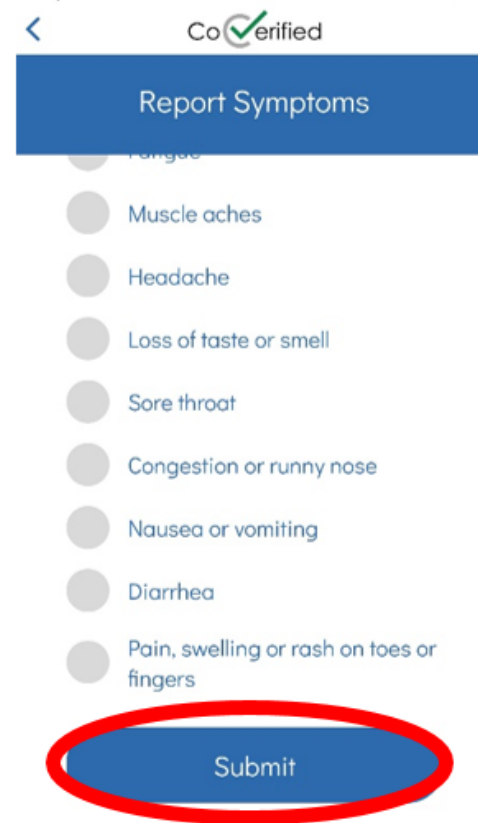 CoVerified
Report Symptoms
Fatigue
Muscle aches
Headache
Loss of taste or smell
Sore throat
Congestion or runny nose
Nausea or vomiting
Diarrhea
Pain, swelling or rash on toes or
fingers
Submit